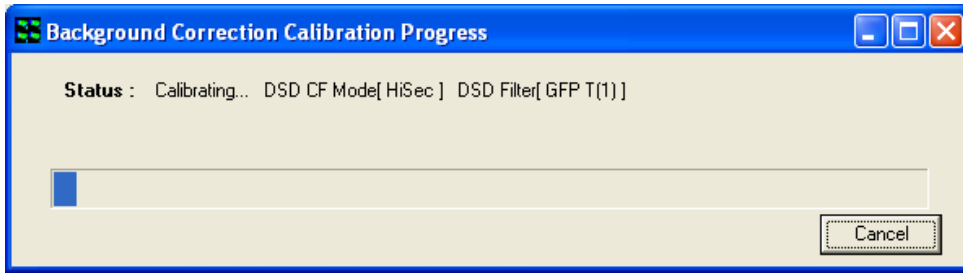 Background Correction Calibration Progress
Status : Calibrating... DSD CF Mode[ HiSec ] DSD Filter[ GFP T(1) ]
Cancel